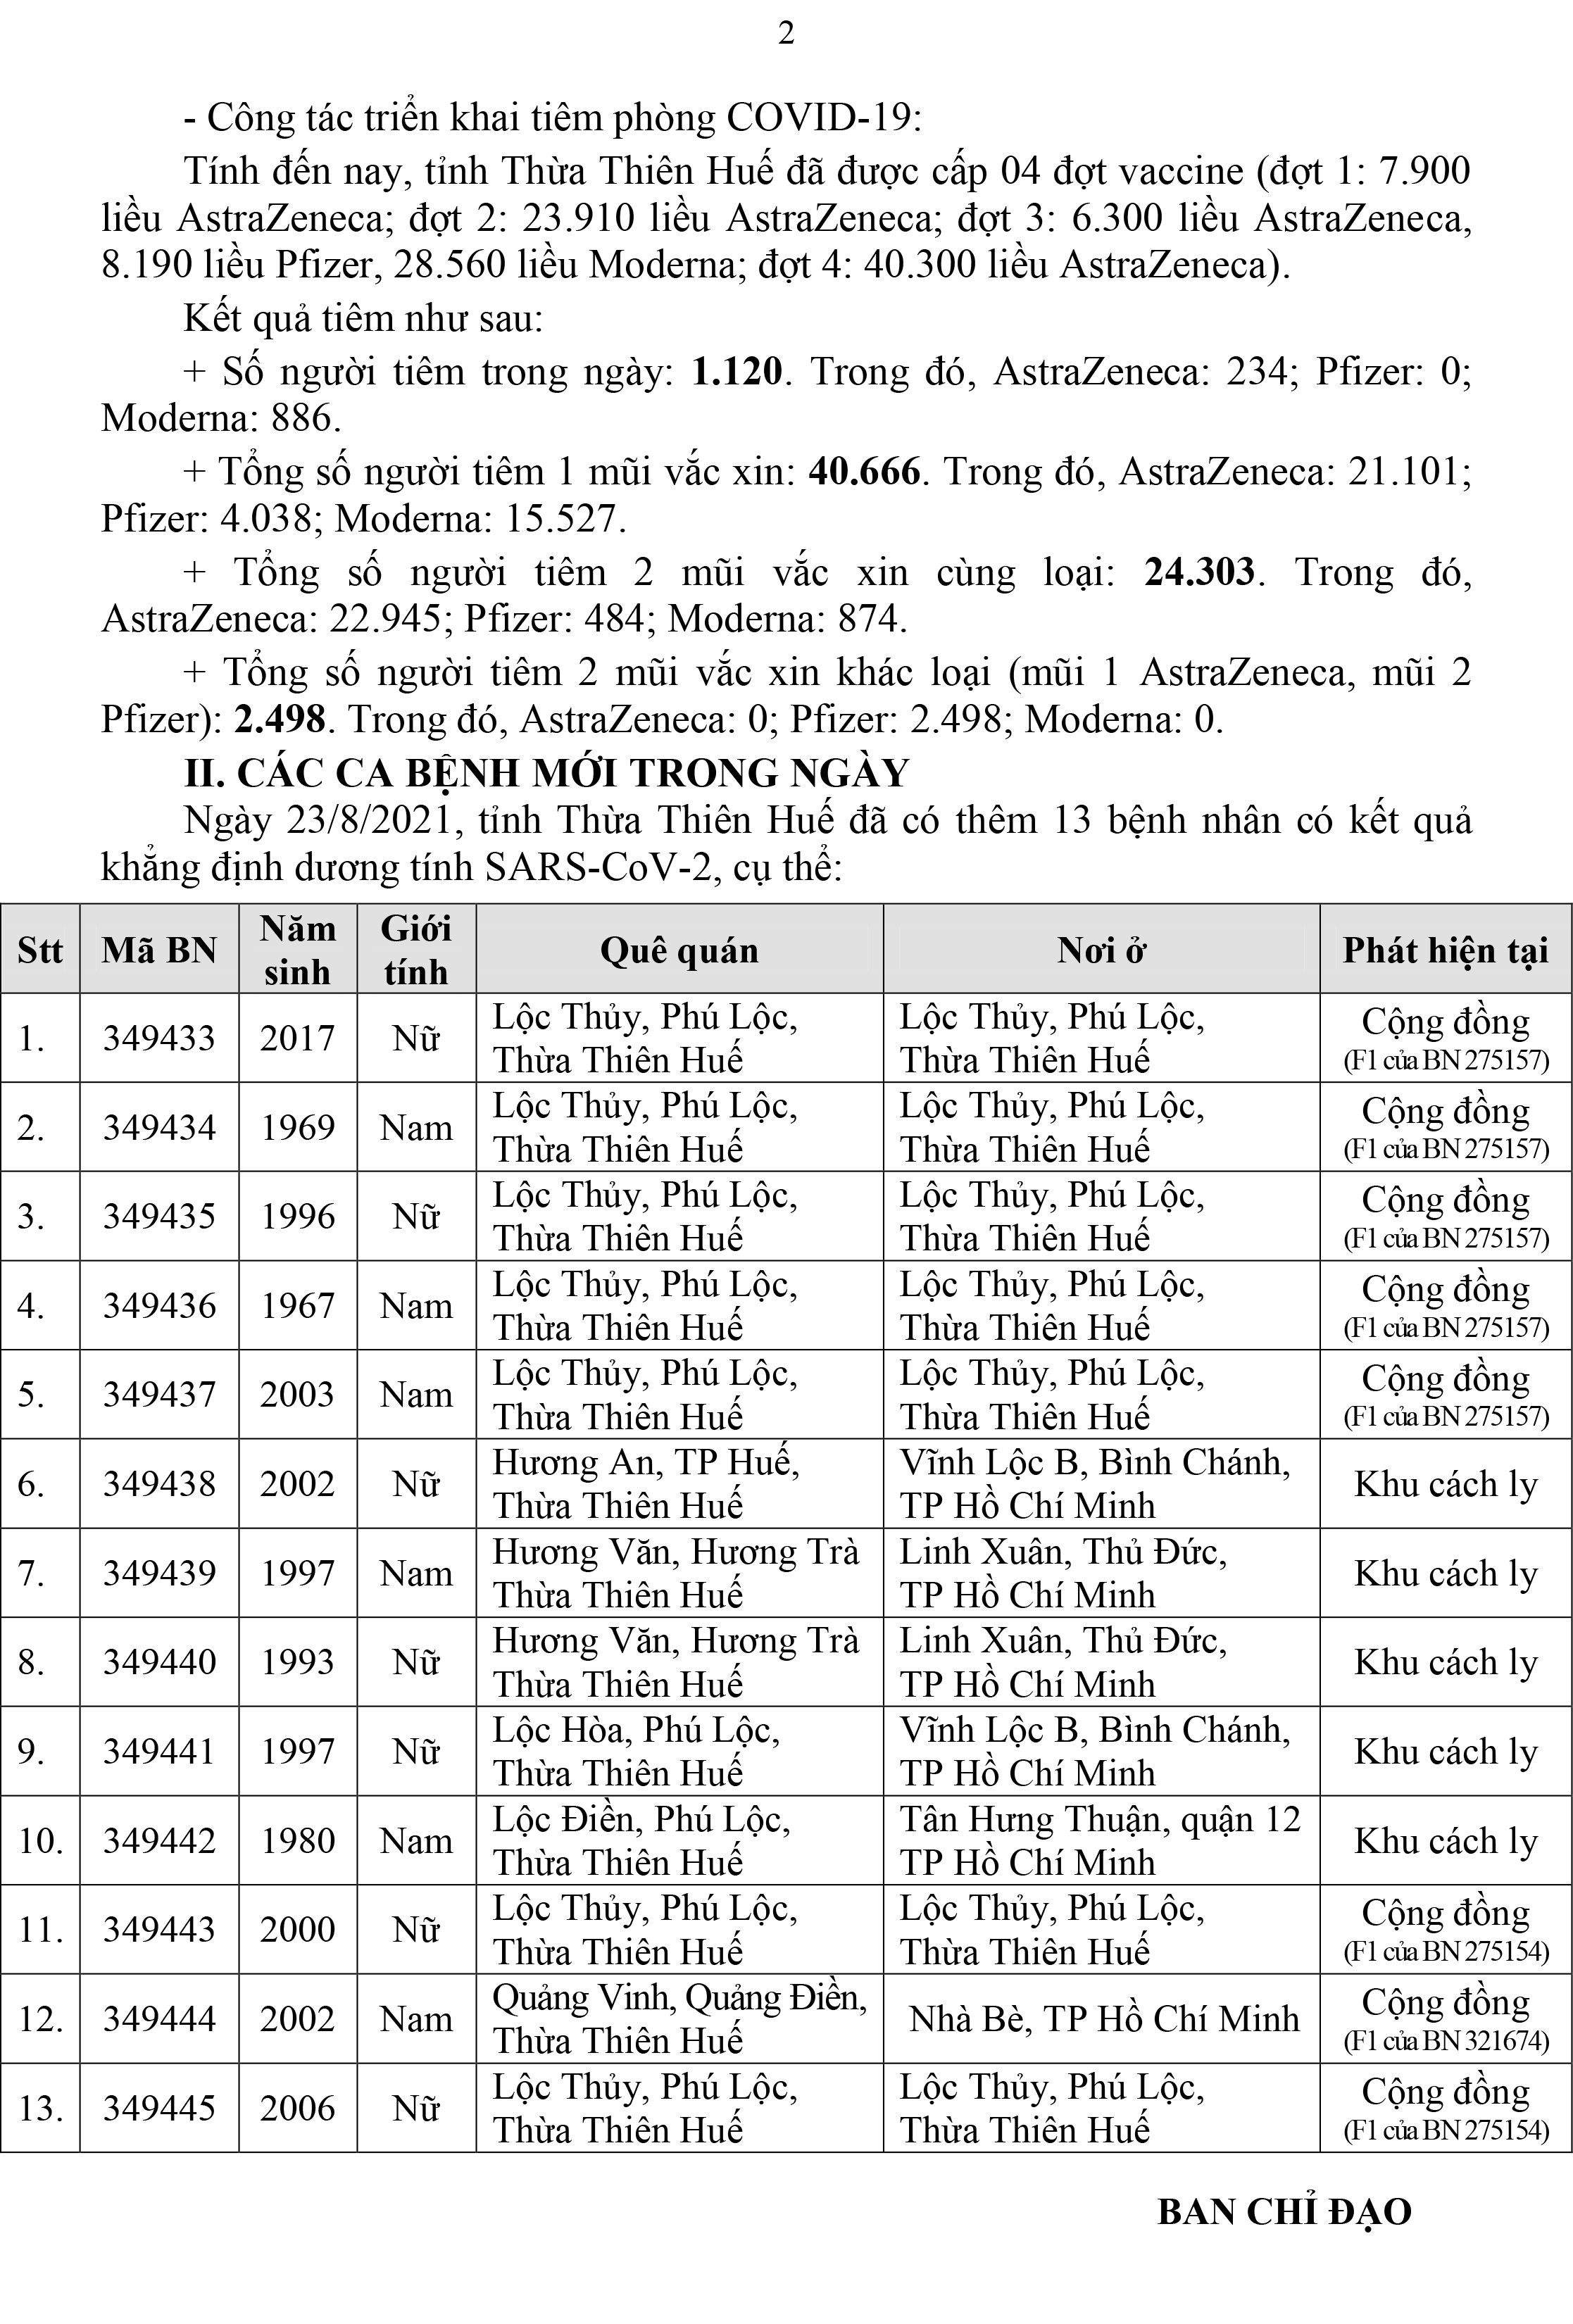 2
- Công tác triển khai tiêm phòng COVID-19:
Tính đến nay, tỉnh Thừa Thiên Huế đã được cấp 04 đợt vaccine (đợt 1: 7.900
liều AstraZeneca; đợt 2: 23.910 liều AstraZeneca; đợt 3: 6.300 liều AstraZeneca,
8.190 liều Pfizer, 28.560 liều Moderna; đợt 4: 40.300 liều AstraZeneca).
Kết quả tiêm như sau:
+ Số người tiêm trong ngày: 1.120. Trong đó, AstraZeneca: 234; Pfizer: 0;
Moderna: 886.
+ Tổng số người tiêm 1 mũi vắc xin: 40.666. Trong đó, AstraZeneca: 21.101;
Pfizer: 4.038; Moderna: 15.527.
+ Tổng số người tiêm 2 mũi vắc xin cùng loại: 24.303. Trong đó,
AstraZeneca: 22.945; Pfizer: 484; Moderna: 874.
+ Tổng số người tiêm 2 mũi vắc xin khác loại (mũi 1 AstraZeneca, mũi 2
Pfizer): 2.498. Trong đó, AstraZeneca: 0; Pfizer: 2.498; Moderna: 0.
II. CÁC CA BỆNH MỚI TRONG NGÀY
Ngày 23/8/2021, tỉnh Thừa Thiên Huế đã có thêm 13 bệnh nhân có kết quả
khẳng định dương tính SARS-CoV-2, cụ thể:
Stt Mã BN Năm sinh Giới tính Quê quán Nơi ở Phát hiện tại
1. 349433 2017 Nữ Lộc Thủy, Phú Lộc, Thừa Thiên Huế Lộc Thủy, Phú Lộc, Thừa Thiên Huế Cộng đồng (F1 của BN 275157)
2. 349434 1969 Nam Lộc Thủy, Phú Lộc, Thừa Thiên Huế Lộc Thủy, Phú Lộc, Thừa Thiên Huế Cộng đồng (F1 của BN 275157)
3. 349435 1996 Nữ Lộc Thủy, Phú Lộc, Thừa Thiên Huế Lộc Thủy, Phú Lộc, Thừa Thiên Huế Cộng đồng (F1 của BN 275157)
4. 349436 1967 Nam Lộc Thủy, Phú Lộc, Thừa Thiên Huế Lộc Thủy, Phú Lộc, Thừa Thiên Huế Cộng đồng (F1 của BN 275157)
5. 349437 2003 Nam Lộc Thủy, Phú Lộc, Thừa Thiên Huế Lộc Thủy, Phú Lộc, Thừa Thiên Huế Cộng đồng (F1 của BN 275157)
6. 349438 2002 Nữ Hương An, TP Huế, Thừa Thiên Huế Vĩnh Lộc B, Bình Chánh, TP Hồ Chí Minh Khu cách ly
7. 349439 1997 Nam Hương Văn, Hương Trà Thừa Thiên Huế Linh Xuân, Thủ Đức, TP Hồ Chí Minh Khu cách ly
8. 349440 1993 Nữ Hương Văn, Hương Trà Thừa Thiên Huế Linh Xuân, Thủ Đức, TP Hồ Chí Minh Khu cách ly
9. 349441 1997 Nữ Lộc Hòa, Phú Lộc, Thừa Thiên Huế Vĩnh Lộc B, Bình Chánh, TP Hồ Chí Minh Khu cách ly
10. 349442 1980 Nam Lộc Điền, Phú Lộc, Thừa Thiên Huế Tân Hưng Thuận, quận 12 TP Hồ Chí Minh Khu cách ly
11. 349443 2000 Nữ Lộc Thủy, Phú Lộc, Thừa Thiên Huế Lộc Thủy, Phú Lộc, Thừa Thiên Huế Cộng đồng (F1 của BN 275154)
12. 349444 2002 Nam Quảng Vinh, Quảng Điền, Thừa Thiên Huế Nhà Bè, TP Hồ Chí Minh Cộng đồng (F1 của BN 321674)
13. 349445 2006 Nữ Lộc Thủy, Phú Lộc, Thừa Thiên Huế Lộc Thủy, Phú Lộc, Thừa Thiên Huế Cộng đồng (F1 của BN 275154)
BAN CHỈ ĐẠO